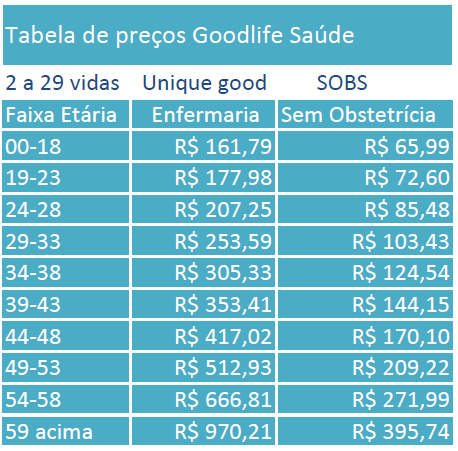 Tabela de preços Goodlife Saúde
2 a 29 vidas Unique good SOBS
Faixa Etária Enfermaria Sem Obstetrícia
00-18 R$ 161,79 R$ 65,99
19-23 R$ 177,98 R$ 72,60
24-28 R$ 207,25 R$ 85,48
29-33 R$ 253,59 R$ 103,43
34-38 R$ 305,33 R$ 124,54
39-43 R$ 353,41 R$ 144,15
44-48 R$ 417,02 R$ 170,10
49-53 R$ 512,93 R$ 209,22
54-58 R$ 666,81 R$ 271,99
59 acima R$ 970,21 R$ 395,74